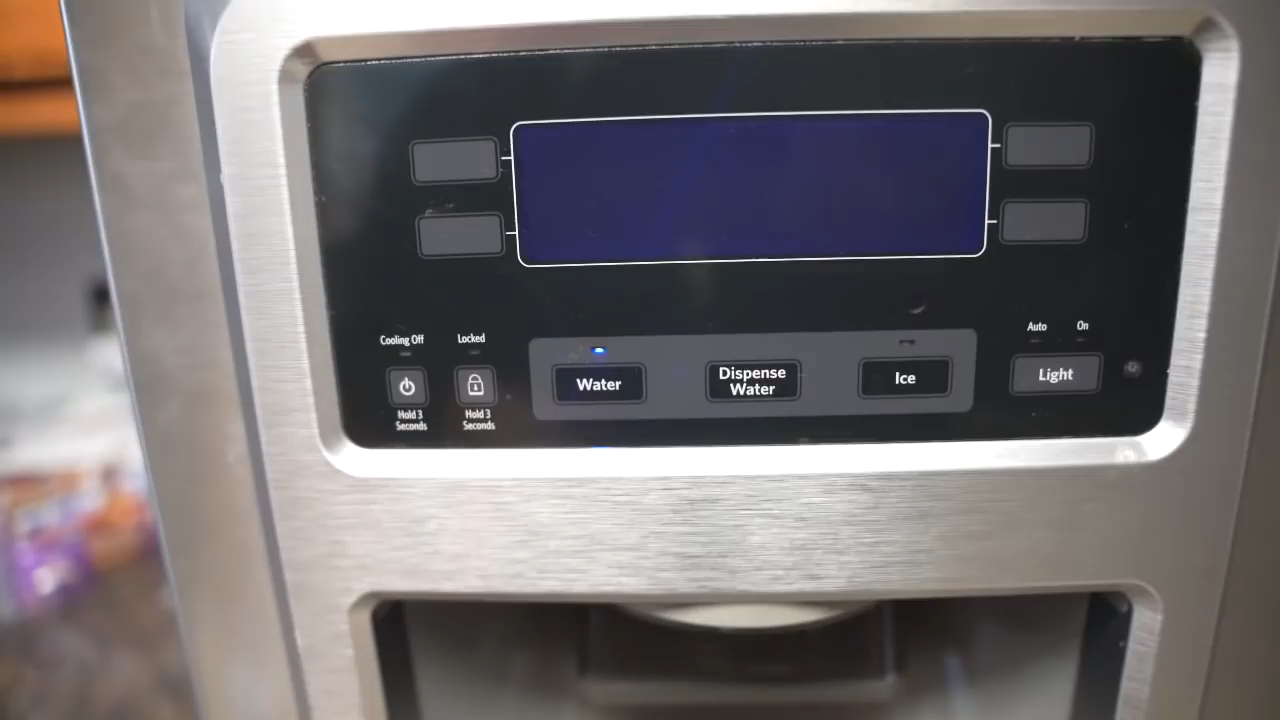 Auto On
Cooling Off Locked
Water
Dispense
Water
Ice
Light
Hold 3
Seconds
Hold 3
Seconds